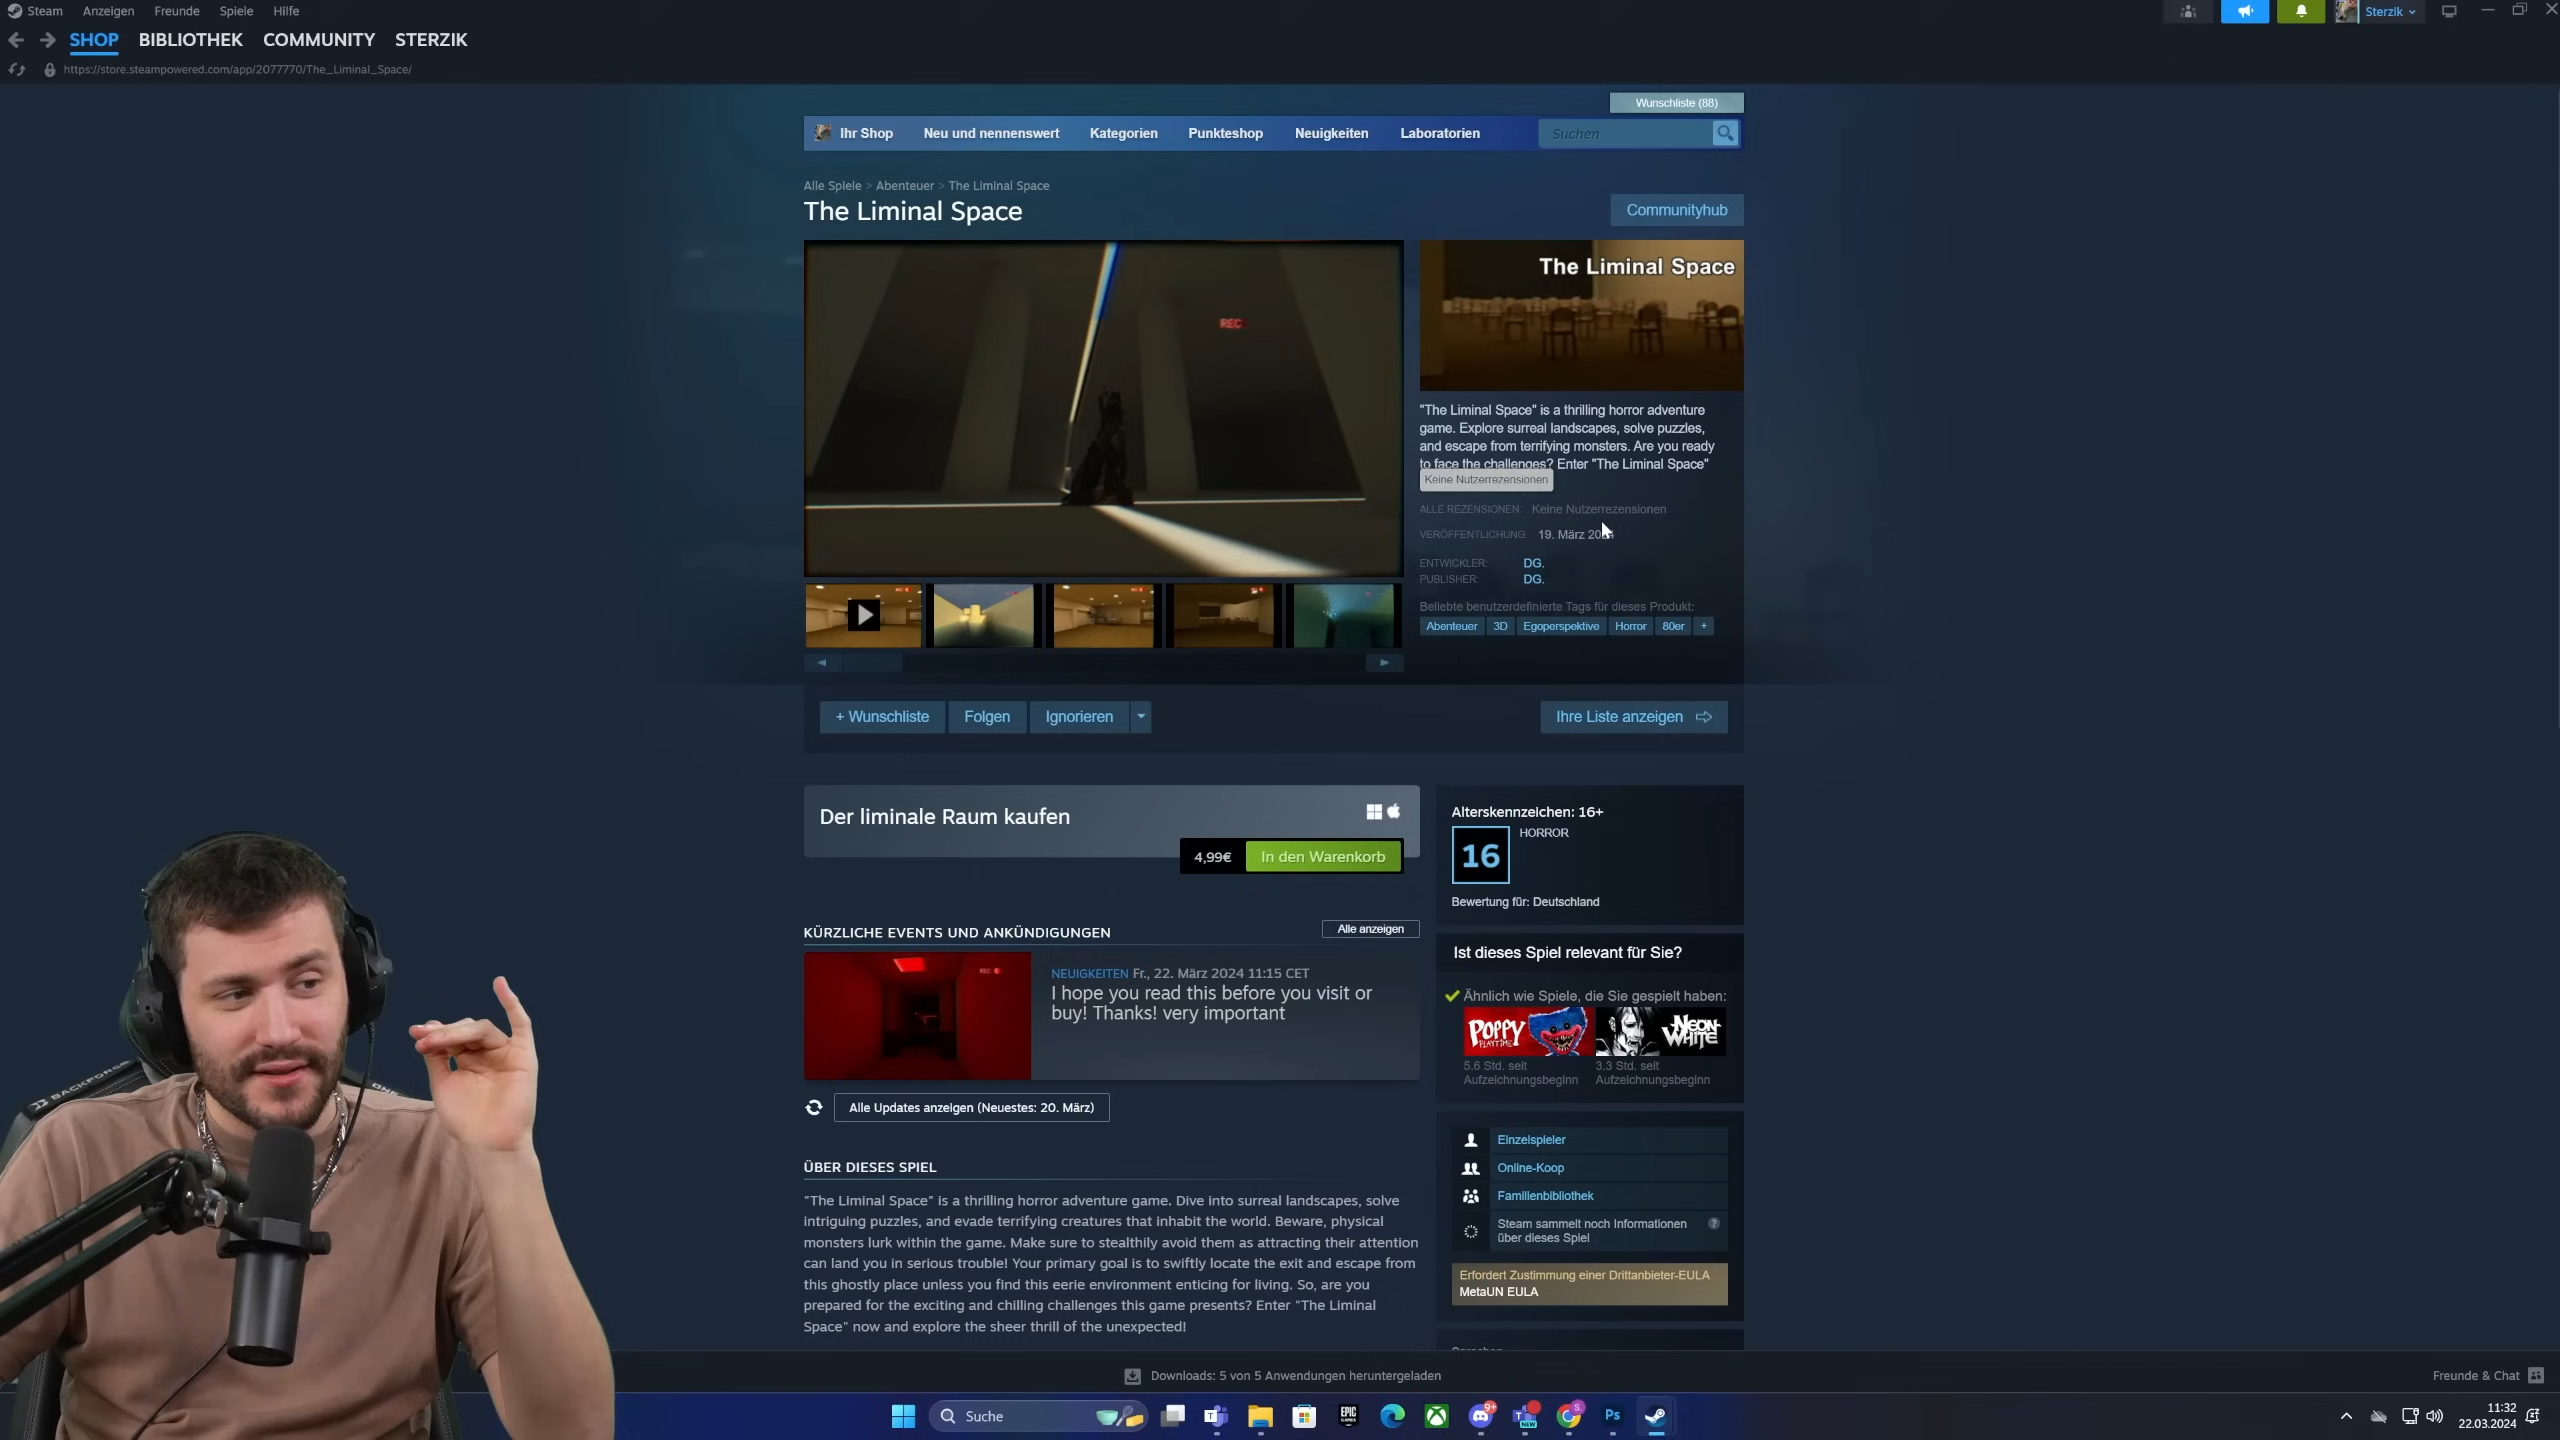 Steam Anzeigen Freunde Spiele Hilfe
Sterzik
SHOP BIBLIOTHEK COMMUNITY STERZIK
https://store.steampowered.com/app/2077770/The_Liminal_Space/
Wunschliste (88)
Ihr Shop Neu und nennenswert Kategorien Punkteshop Neuigkeiten Laboratorien Suchen
Alle Spiele > Abenteuer > The Liminal Space
The Liminal Space
Communityhub
REC
The Liminal Space
"The Liminal Space" is a thrilling horror adventure
game. Explore surreal landscapes, solve puzzles,
and escape from terrifying monsters. Are you ready
to face the challenges? Enter "The Liminal Space"
Keine Nutzerrezensionen
ALLE REZENSIONEN: Keine Nutzerrezensionen
VERÖFFENTLICHUNG: 19. März
ENTWICKLER: DG.
PUBLISHER: DG.
Beliebte benutzerdefinierte Tags für dieses Produkt:
Abenteuer 3D Egoperspektive Horror 80er +
+ Wunschliste Folgen Ignorieren
Ihre Liste anzeigen
Der liminale Raum kaufen
4,99€ In den Warenkorb
Alterskennzeichen: 16+
16 HORROR
Bewertung für: Deutschland
KÜRZLICHE EVENTS UND ANKÜNDIGUNGEN
Alle anzeigen
REC
NEUIGKEITEN Fr., 22. März 2024 11:15 CET
I hope you read this before you visit or
buy! Thanks! very important
Alle Updates anzeigen (Neuestes: 20. März)
Ist dieses Spiel relevant für Sie?
Ähnlich wie Spiele, die Sie gespielt haben:
POPPY PLAYTIME
NEON WHITE
5.6 Std. seit
Aufzeichnungsbeginn
3.3 Std. seit
Aufzeichnungsbeginn
ÜBER DIESES SPIEL
"The Liminal Space" is a thrilling horror adventure game. Dive into surreal landscapes, solve
intriguing puzzles, and evade terrifying creatures that inhabit the world. Beware, physical
monsters lurk within the game. Make sure to stealthily avoid them as attracting their attention
can land you in serious trouble! Your primary goal is to swiftly locate the exit and escape from
this ghostly place unless you find this eerie environment enticing for living. So, are you
prepared for the exciting and chilling challenges this game presents? Enter "The Liminal
Space" now and explore the sheer thrill of the unexpected!
Einzelspieler
Online-Koop
Familienbibliothek
Steam sammelt noch Informationen ?
über dieses Spiel
Erfordert Zustimmung einer Drittanbieter-EULA
MetaUN EULA
BACKFORCE
ONE
Downloads: 5 von 5 Anwendungen heruntergeladen
Freunde & Chat
Suche
EPIC GAMES
9+
NEW
S
Ps
11:32
22.03.2024